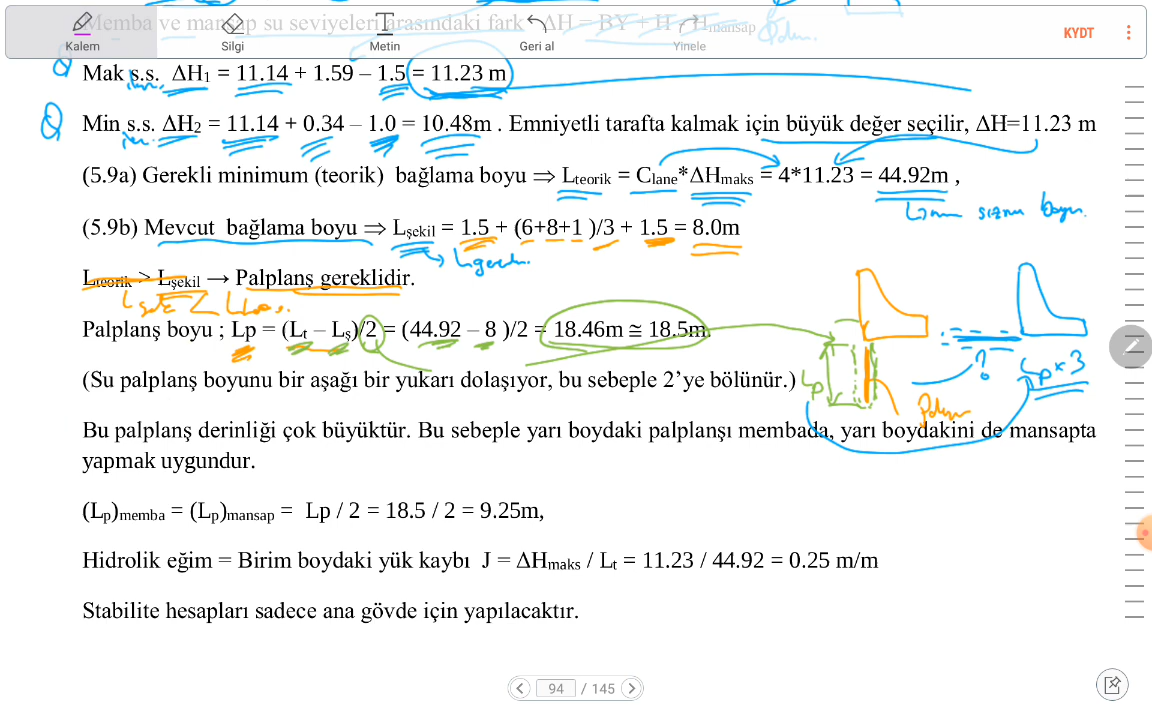 Memba ve mansap su seviyeleri arasındaki fark ΔH = BY + H – Hmansap
Kalem Silgi Metin Geri al Yinele KYDT
Mak s.s. ΔH1 = 11.14 + 1.59 – 1.5 = 11.23 m
Min s.s. ΔH2 = 11.14 + 0.34 – 1.0 = 10.48m . Emniyetli tarafta kalmak için büyük değer seçilir, ΔH=11.23 m
(5.9a) Gerekli minimum (teorik) bağlama boyu ⇒ Lteorik = Clane*ΔHmaks = 4*11.23 = 44.92m ,
(5.9b) Mevcut bağlama boyu ⇒ Lşekil = 1.5 + (6+8+1 )/3 + 1.5 = 8.0m
Lteorik > Lşekil → Palplanş gereklidir.
Palplanş boyu ; Lp = (Lt – Lş)/2 = (44.92 – 8 )/2 = 18.46m ≅ 18.5m.
?
Lp x 3
(Su palplanş boyunu bir aşağı bir yukarı dolaşıyor, bu sebeple 2’ye bölünür.)
Lp
Bu palplanş derinliği çok büyüktür. Bu sebeple yarı boydaki palplanşı membada, yarı boydakini de mansapta
yapmak uygundur.
(Lp)memba = (Lp)mansap = Lp / 2 = 18.5 / 2 = 9.25m,
Hidrolik eğim = Birim boydaki yük kaybı J = ΔHmaks / Lt = 11.23 / 44.92 = 0.25 m/m
Stabilite hesapları sadece ana gövde için yapılacaktır.
94 / 145